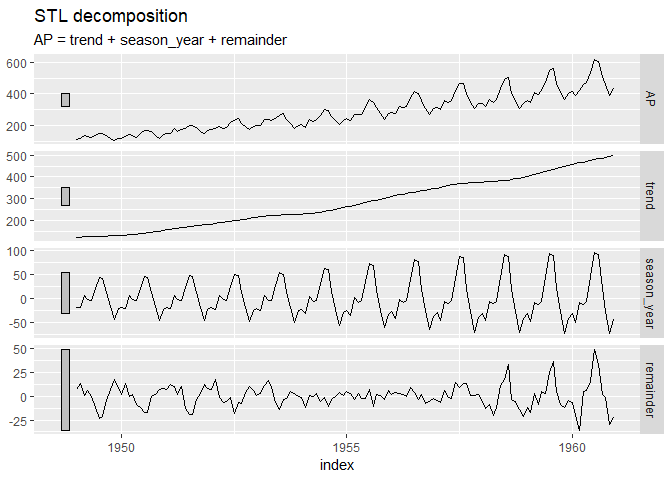 STL decomposition
AP = trend + season_year + remainder
600
400
200
AP
500
400
300
200
trend
100
50
0
-50
season_year
50
25
0
-25
remainder
1950
1955
1960
index